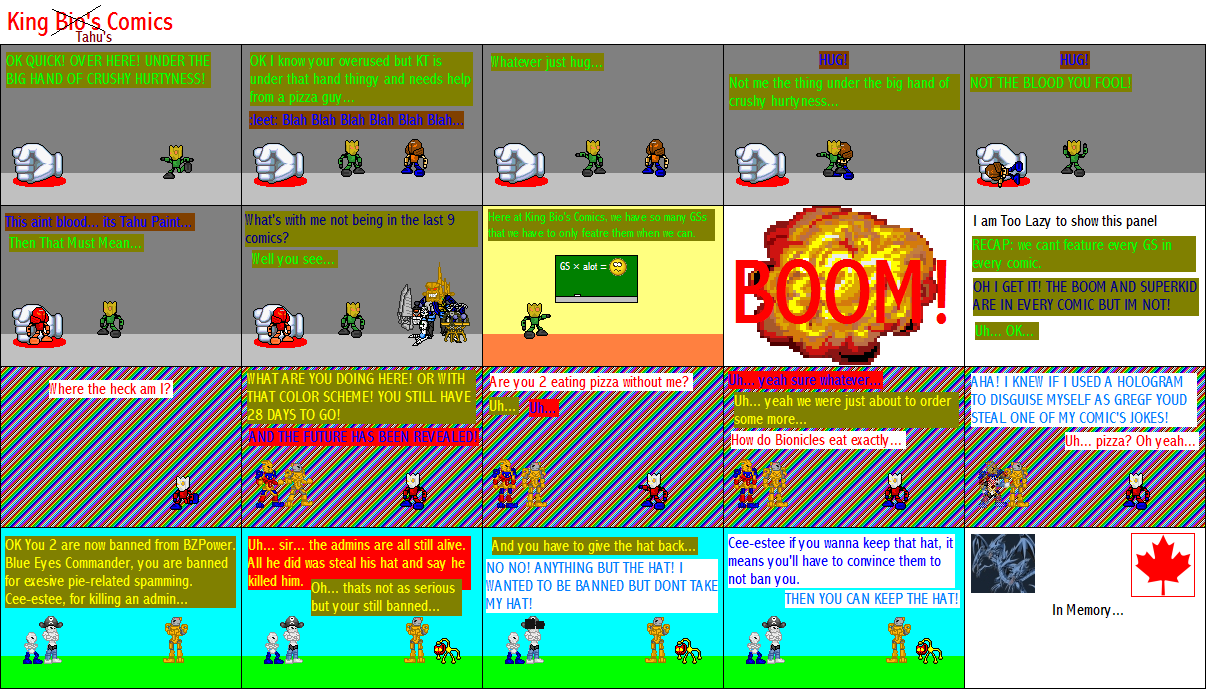 King Bio's Comics
Tahu's
OK QUICK! OVER HERE! UNDER THE
BIG HAND OF CRUSHY HURTYNESS!
OK I know your overused but KT is
under that hand thingy and needs help
from a pizza guy...
:leet: Blah Blah Blah Blah Blah Blah...
Whatever just hug...
HUG!
Not me the thing under the big hand of
crushy hurtyness...
HUG!
NOT THE BLOOD YOU FOOL!
This aint blood... its Tahu Paint...
Then That Must Mean...
What's with me not being in the last 9
comics?
Well you see...
Here at King Bio's Comics, we have so many GSs
that we have to only featre them when we can.
GS × alot =
BOOM!
I am Too Lazy to show this panel
RECAP: we cant feature every GS in
every comic.
OH I GET IT! THE BOOM AND SUPERKID
ARE IN EVERY COMIC BUT IM NOT!
Uh... OK...
Where the heck am I?
WHAT ARE YOU DOING HERE! OR WITH
THAT COLOR SCHEME! YOU STILL HAVE
28 DAYS TO GO!
AND THE FUTURE HAS BEEN REVEALED!
Are you 2 eating pizza without me?
Uh...
Uh...
Uh... yeah sure whatever...
Uh... yeah we were just about to order
some more...
How do Bionicles eat exactly...
AHA! I KNEW IF I USED A HOLOGRAM
TO DISGUISE MYSELF AS GREGF YOUD
STEAL ONE OF MY COMIC'S JOKES!
Uh... pizza? Oh yeah...
OK You 2 are now banned from BZPower.
Blue Eyes Commander, you are banned
for exesive pie-related spamming.
Cee-estee, for killing an admin...
Uh... sir... the admins are all still alive.
All he did was steal his hat and say he
killed him.
Oh... thats not as serious
but your still banned...
And you have to give the hat back...
NO NO! ANYTHING BUT THE HAT! I
WANTED TO BE BANNED BUT DONT TAKE
MY HAT!
Cee-estee if you wanna keep that hat, it
means you'll have to convince them to
not ban you.
THEN YOU CAN KEEP THE HAT!
In Memory...